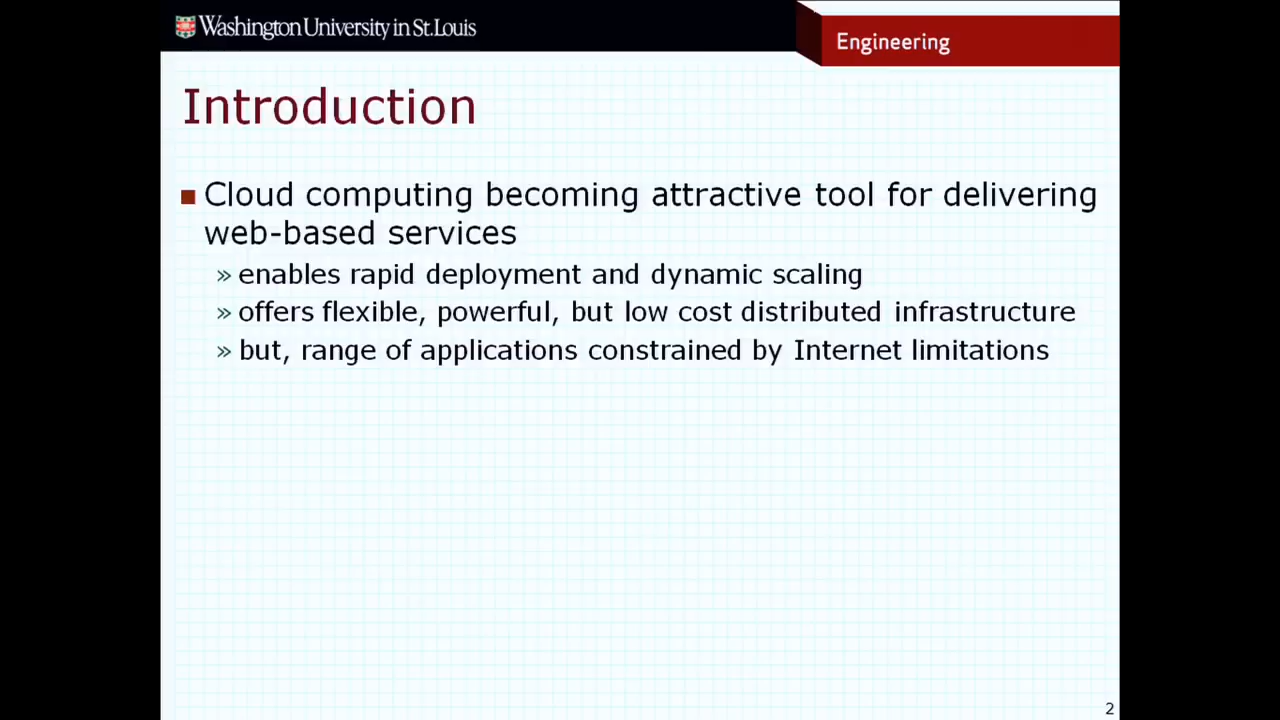 Washington University in St. Louis
Engineering
Introduction
■ Cloud computing becoming attractive tool for delivering
web-based services
» enables rapid deployment and dynamic scaling
» offers flexible, powerful, but low cost distributed infrastructure
» but, range of applications constrained by Internet limitations
2